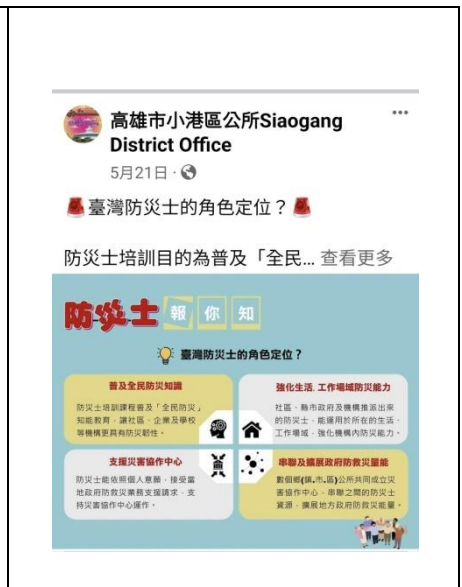 高雄市小港區公所Siaogang
District Office
5月21日
🚨臺灣防災士的角色定位？🚨
防災士培訓目的為普及「全民... 查看更多
防災士報你知
臺灣防災士的角色定位？
普及全民防災知識
防災士培訓課程普及「全民防災」
知能教育，讓社區、企業及學校
等機構更具有防災韌性。
強化生活.工作場域防災能力
社區、縣市政府及機構推派出來
的防災士，能運用於所在的生活、
工作場域，強化機構內防災能力。
支援災害協作中心
防災士能依照個人意願，接受當
地政府防救災業務支援請求，支
持災害協作中心運作。
串聯及擴展政府防救災量能
數個鄉(鎮.市.區)公所共同成立災
害協作中心，串聯之間的防災士
資源，擴展地方政府防救災能量。